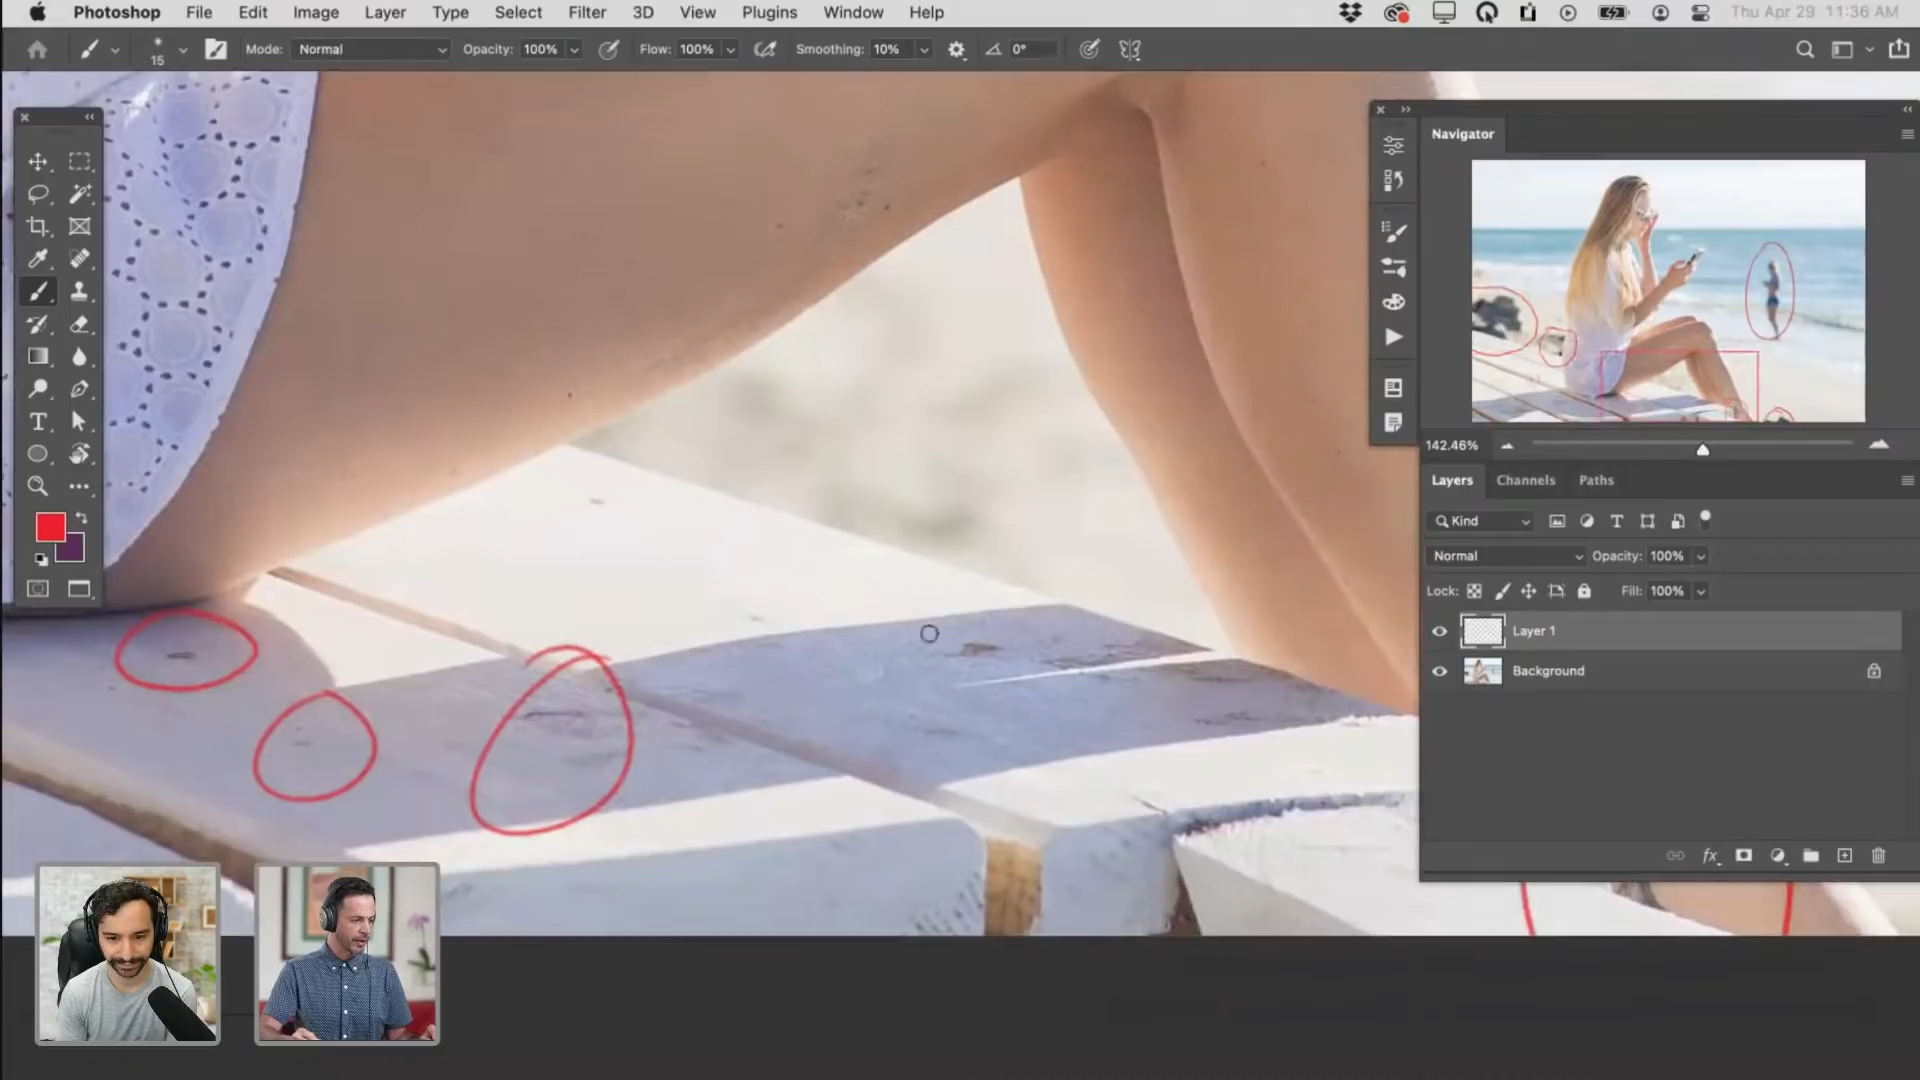 Photoshop File Edit Image Layer Type Select Filter 3D View Plugins Window Help Thu Apr 29 11:36 AM
15 Mode: Normal Opacity: 100% Flow: 100% Smoothing: 10% 0°
Navigator
142.46%
Layers Channels Paths
Kind
Normal Opacity: 100%
Lock: Fill: 100%
Layer 1
Background